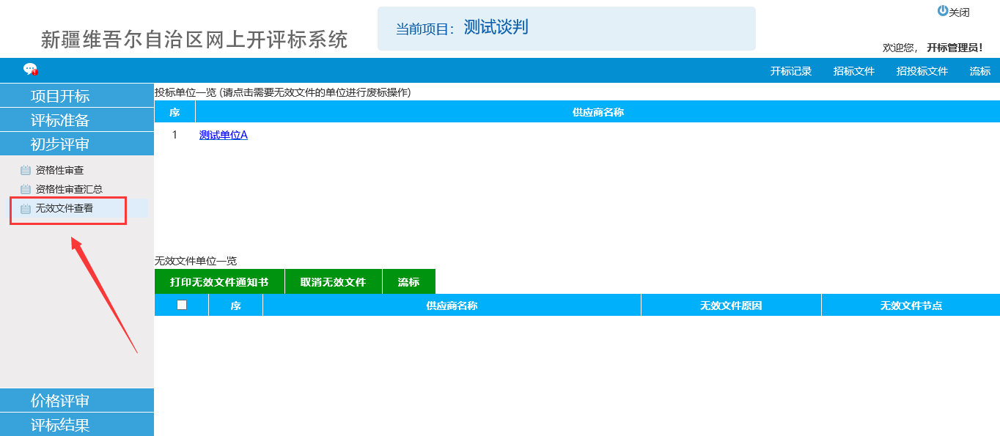 关闭
当前项目： 测试谈判
新疆维吾尔自治区网上开评标系统
欢迎您， 开标管理员！
开标记录 招标文件 招投标文件 流标
项目开标
评标准备
初步评审
资格性审查
资格性审查汇总
无效文件查看
价格评审
评标结果
投标单位一览 (请点击需要无效文件的单位进行废标操作)
序 供应商名称
1 测试单位A
无效文件单位一览
打印无效文件通知书 取消无效文件 流标
序 供应商名称 无效文件原因 无效文件节点